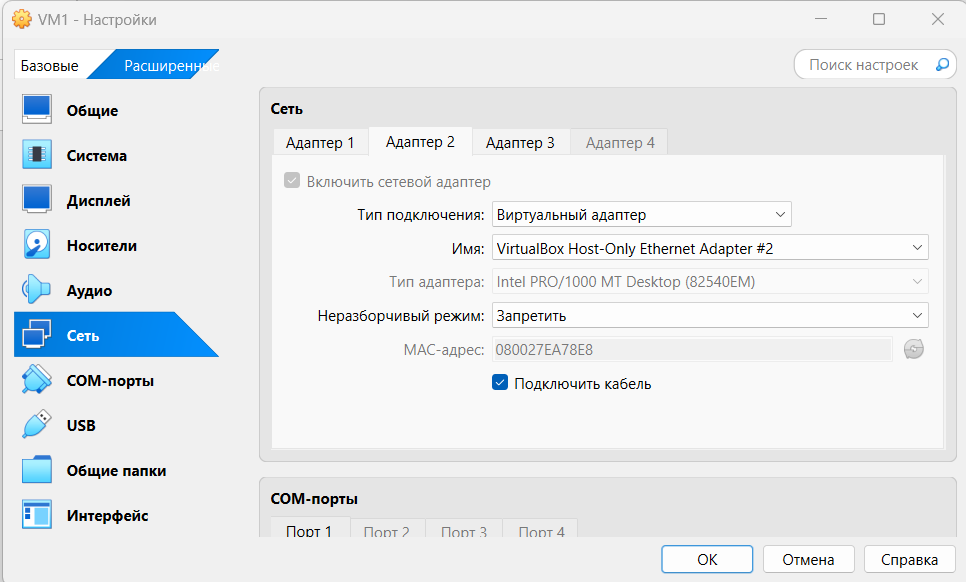 VM1 - Настройки
Базовые
Расширенные
Поиск настроек
Общие
Система
Дисплей
Носители
Аудио
Сеть
COM-порты
USB
Общие папки
Интерфейс
Сеть
Адаптер 1
Адаптер 2
Адаптер 3
Адаптер 4
Включить сетевой адаптер
Тип подключения: Виртуальный адаптер
Имя: VirtualBox Host-Only Ethernet Adapter #2
Тип адаптера: Intel PRO/1000 MT Desktop (82540EM)
Неразборчивый режим: Запретить
MAC-адрес: 080027EA78E8
Подключить кабель
COM-порты
Порт 1
Порт 2
Порт 3
Порт 4
OK
Отмена
Справка